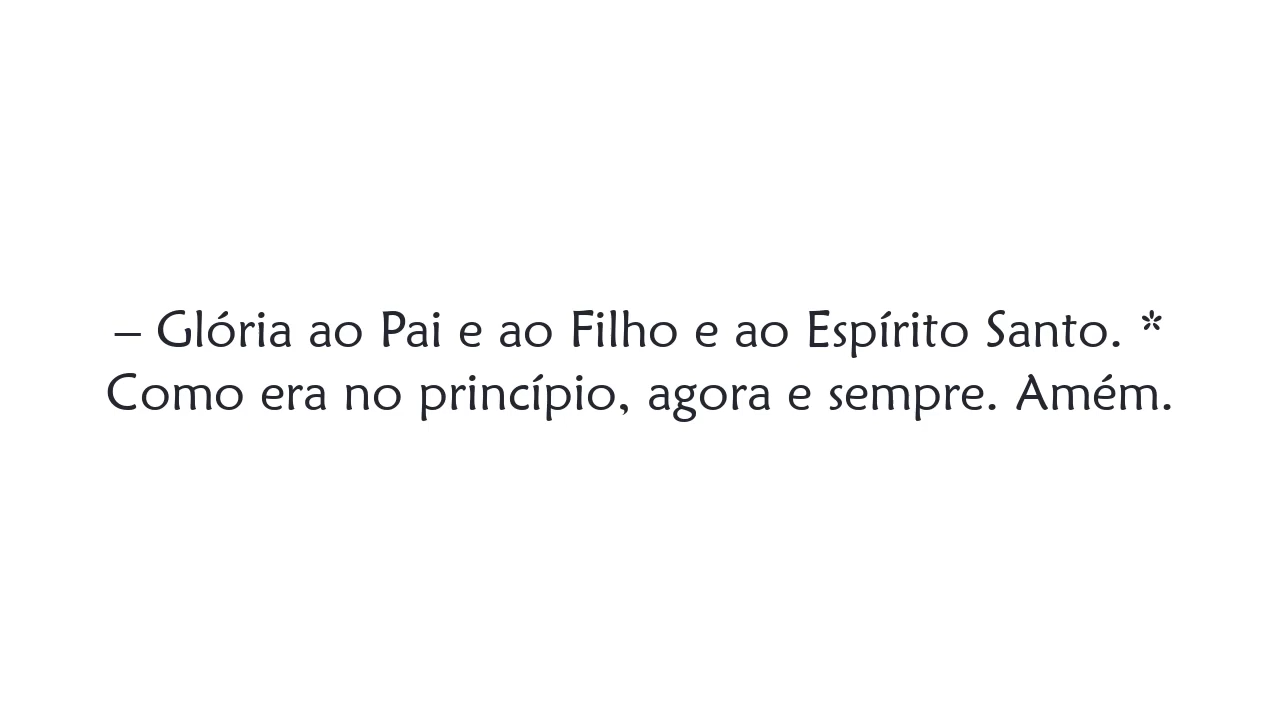 – Glória ao Pai e ao Filho e ao Espírito Santo. *
Como era no princípio, agora e sempre. Amém.